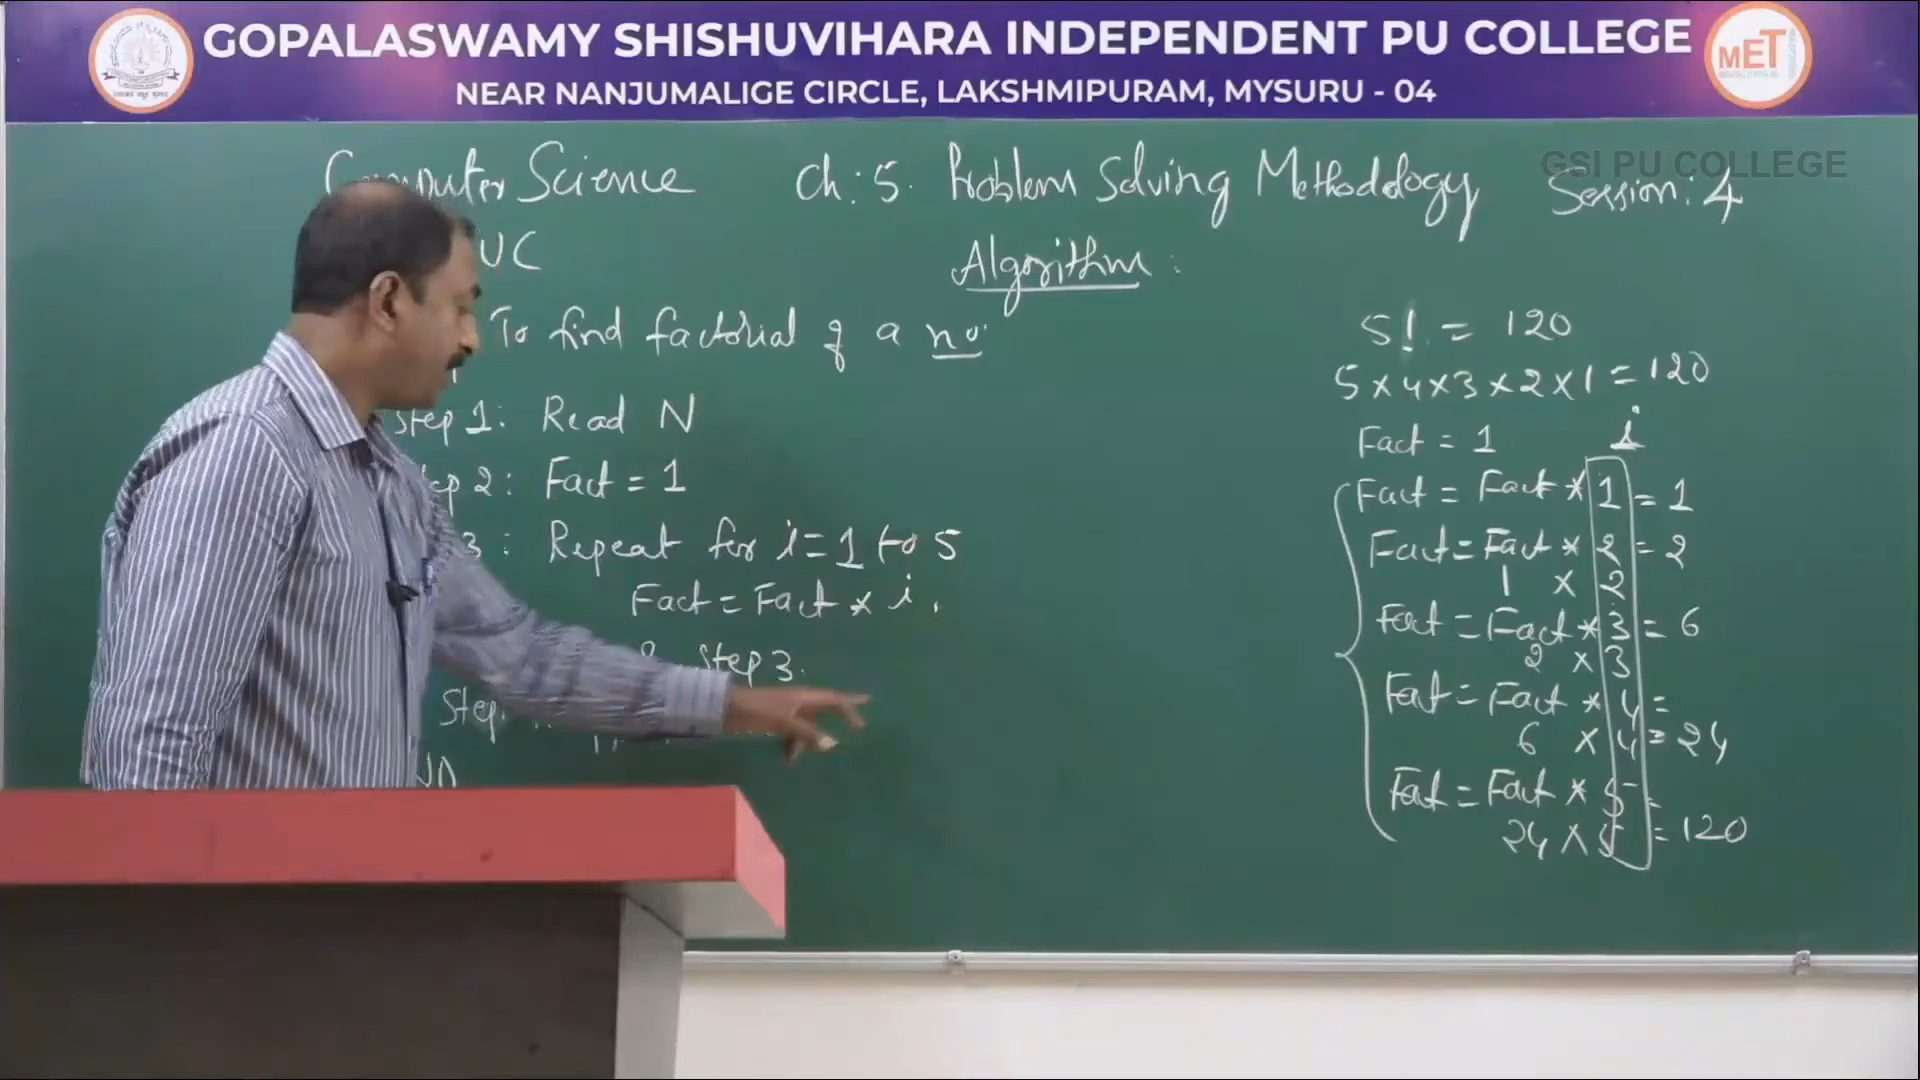 GOPALASWAMY SHISHUVIHARA INDEPENDENT PU COLLEGE
NEAR NANJUMALIGE CIRCLE, LAKSHMIPURAM, MYSURU - 04
MET
GSI PU COLLEGE
Computer Science Ch: 5. Problem Solving Methodology Session: 4
UC
Algorithm:
To find factorial of a no.
Step 1: Read N
ep 2: Fact = 1
3: Repeat for i=1 to 5
Fact = Fact * i.
Step 3.
Step
5! = 120
5 x 4 x 3 x 2 x 1 = 120
Fact = 1 i
Fact = Fact * 1 = 1
Fact = Fact * 2 = 2
1 x 2
Fact = Fact * 3 = 6
2 x 3
Fact = Fact * 4 =
6 x 4 = 24
Fact = Fact * 5 =
24 x 5 = 120